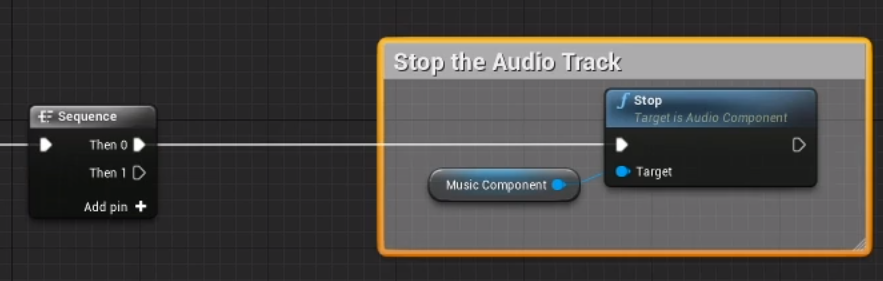 Stop the Audio Track
Sequence
Then 0
Then 1
Add pin
Stop
Target is Audio Component
Target
Music Component